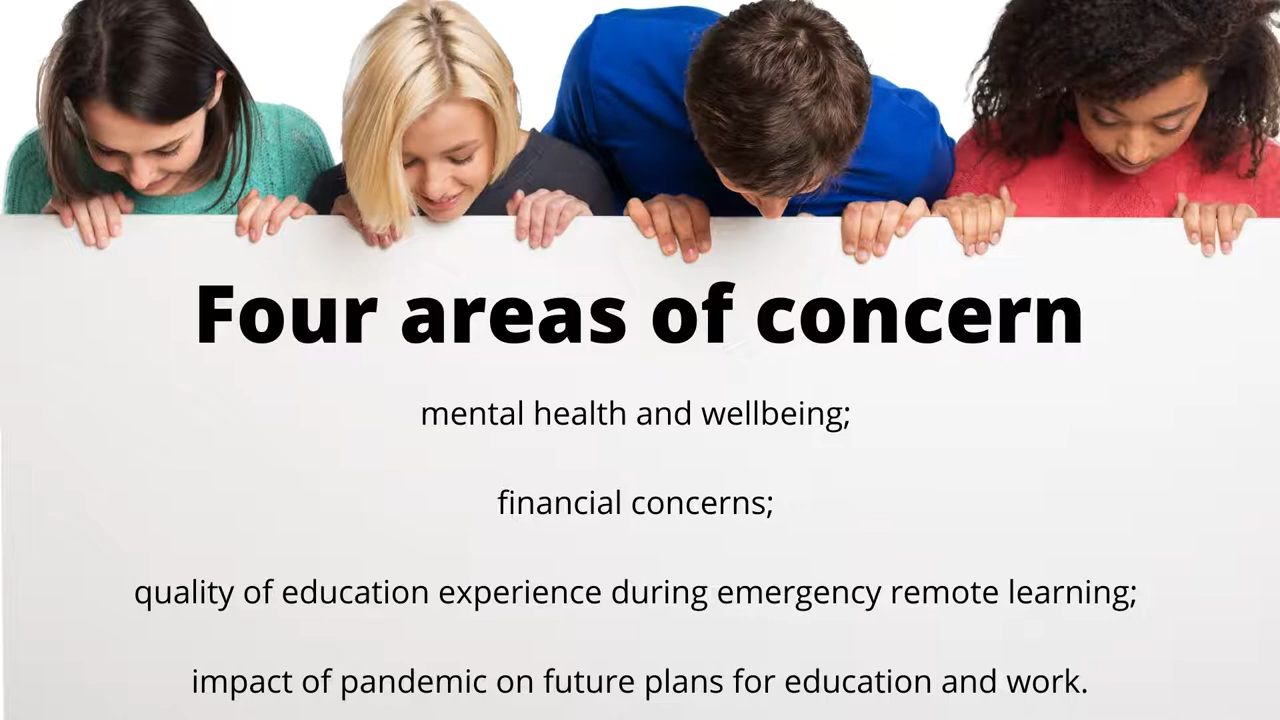 Four areas of concern
mental health and wellbeing;
financial concerns;
quality of education experience during emergency remote learning;
impact of pandemic on future plans for education and work.